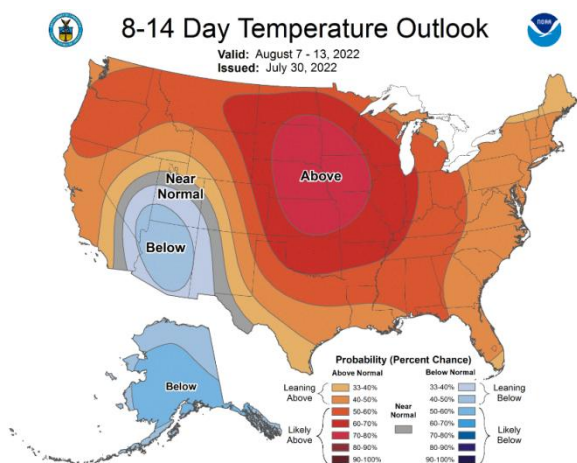 8-14 Day Temperature Outlook
Valid: August 7 - 13, 2022
Issued: July 30, 2022
noaa
Above
Near
Normal
Below
Below
Probability (Percent Chance)
Above Normal
Below Normal
Leaning
Above
33-40%
40-50%
Likely
Above
50-60%
60-70%
70-80%
80-90%
90-100%
Near
Normal
33-40%
40-50%
50-60%
60-70%
70-80%
80-90%
90-100%
Leaning
Below
Likely
Below